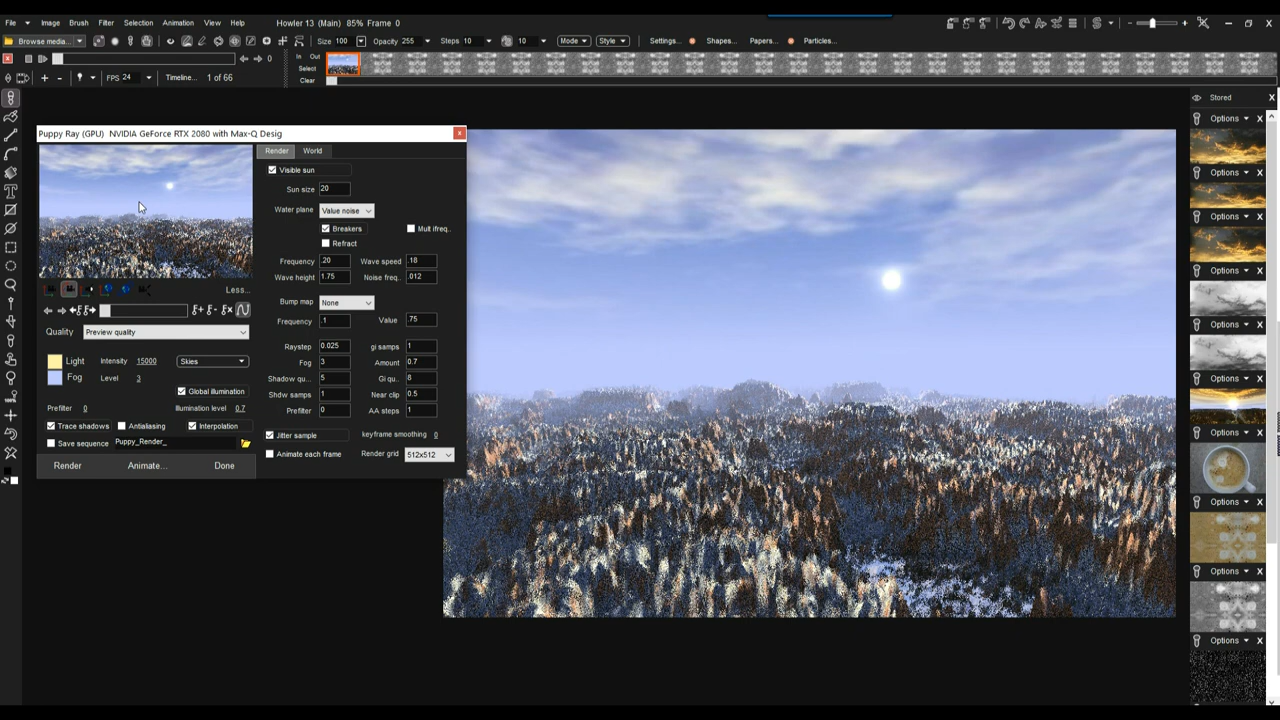 File Image Brush Filter Selection Animation View Help Howler 13 (Main) 85% Frame 0
Browse media... Size 100 Opacity 255 Steps 10 10 Mode Style Settings... Shapes... Papers... Particles...
0 In Out
Select
Clear
FPS 24 Timeline... 1 of 66
Stored X
Options X
Options X
Options X
Options X
Options X
Options X
Options X
Options X
Options X
Options X
Puppy Ray (GPU) NVIDIA GeForce RTX 2080 with Max-Q Desig
Render World
Visible sun
Sun size 20
Water plane Value noise
Breakers Mult ifreq..
Refract
Frequency .20 Wave speed .18
Wave height 1.75 Noise freq.. .012
Less...
Bump map None
Frequency .1 Value .75
Quality Preview quality
Raystep 0.025 gi samps 1
Light Intensity 15000 Skies
Fog 3 Amount 0.7
Fog Level 3
Shadow qu... 5 Gi qu.. 8
Global illumination
Shdw samps 1 Near clip 0.5
Prefilter 0 Illumination level 0.7
Prefilter 0 AA steps 1
Trace shadows Antialiasing Interpolation
Jitter sample keyframe smoothing 0
Save sequence Puppy_Render_
Animate each frame Render grid 512x512
Render Animate... Done